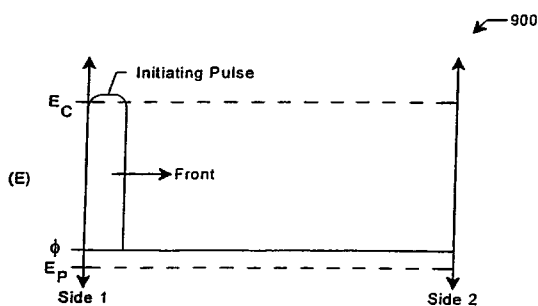 900
Initiating Pulse
E_C
(E)
Front
ϕ
E_P
Side 1
Side 2